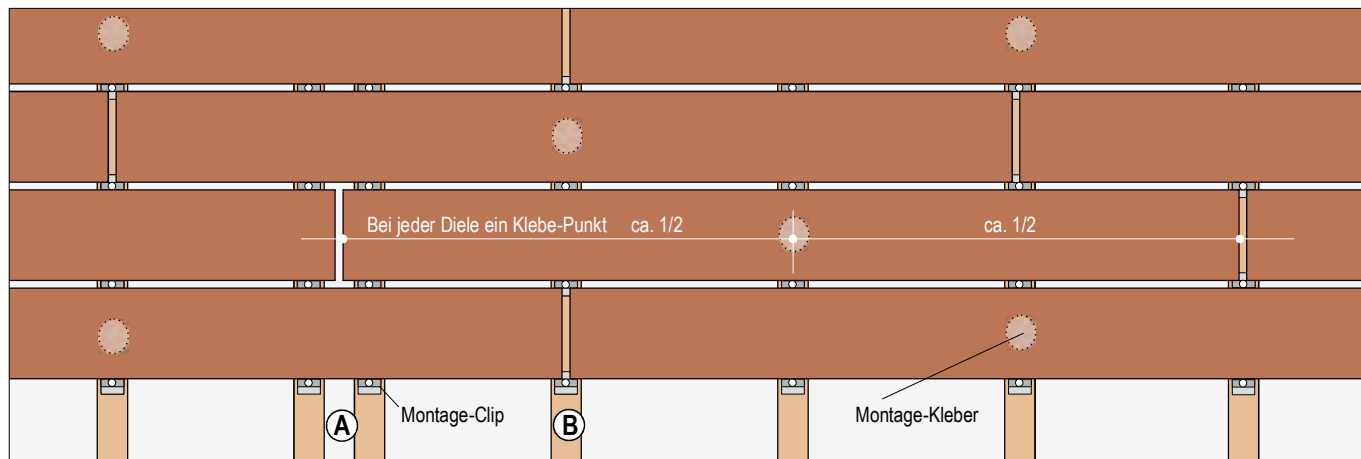 Bei jeder Diele ein Klebe-Punkt ca. 1/2 ca. 1/2
Montage-Clip Montage-Kleber
A B